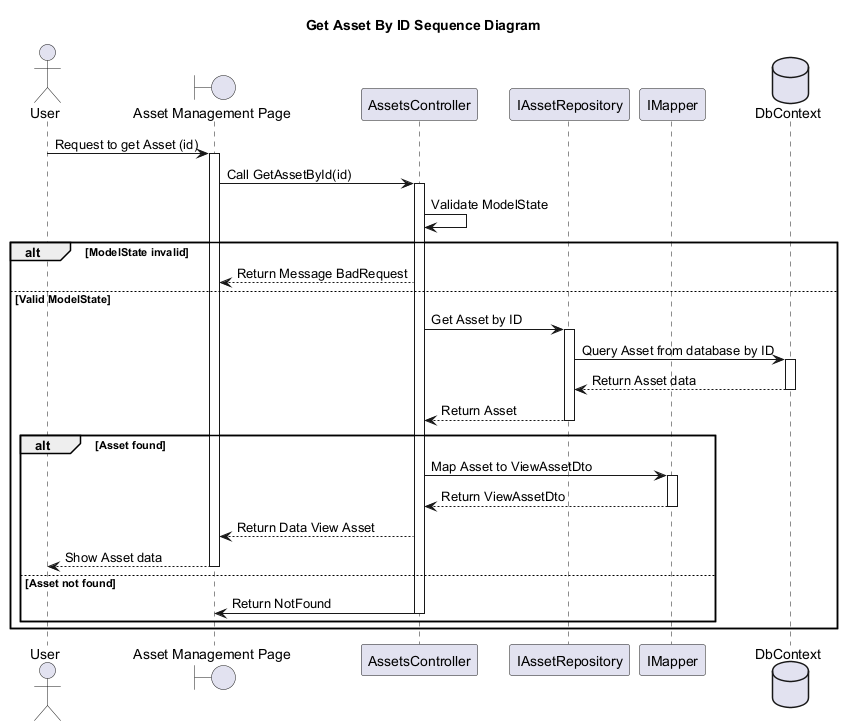 Get Asset By ID Sequence Diagram
User
Asset Management Page
AssetsController
IAssetRepository
IMapper
DbContext
Request to get Asset (id)
Call GetAssetById(id)
Validate ModelState
alt [ModelState invalid]
Return Message BadRequest
[Valid ModelState]
Get Asset by ID
Query Asset from database by ID
Return Asset data
Return Asset
alt [Asset found]
Map Asset to ViewAssetDto
Return ViewAssetDto
Return Data View Asset
Show Asset data
[Asset not found]
Return NotFound
User
Asset Management Page
AssetsController
IAssetRepository
IMapper
DbContext